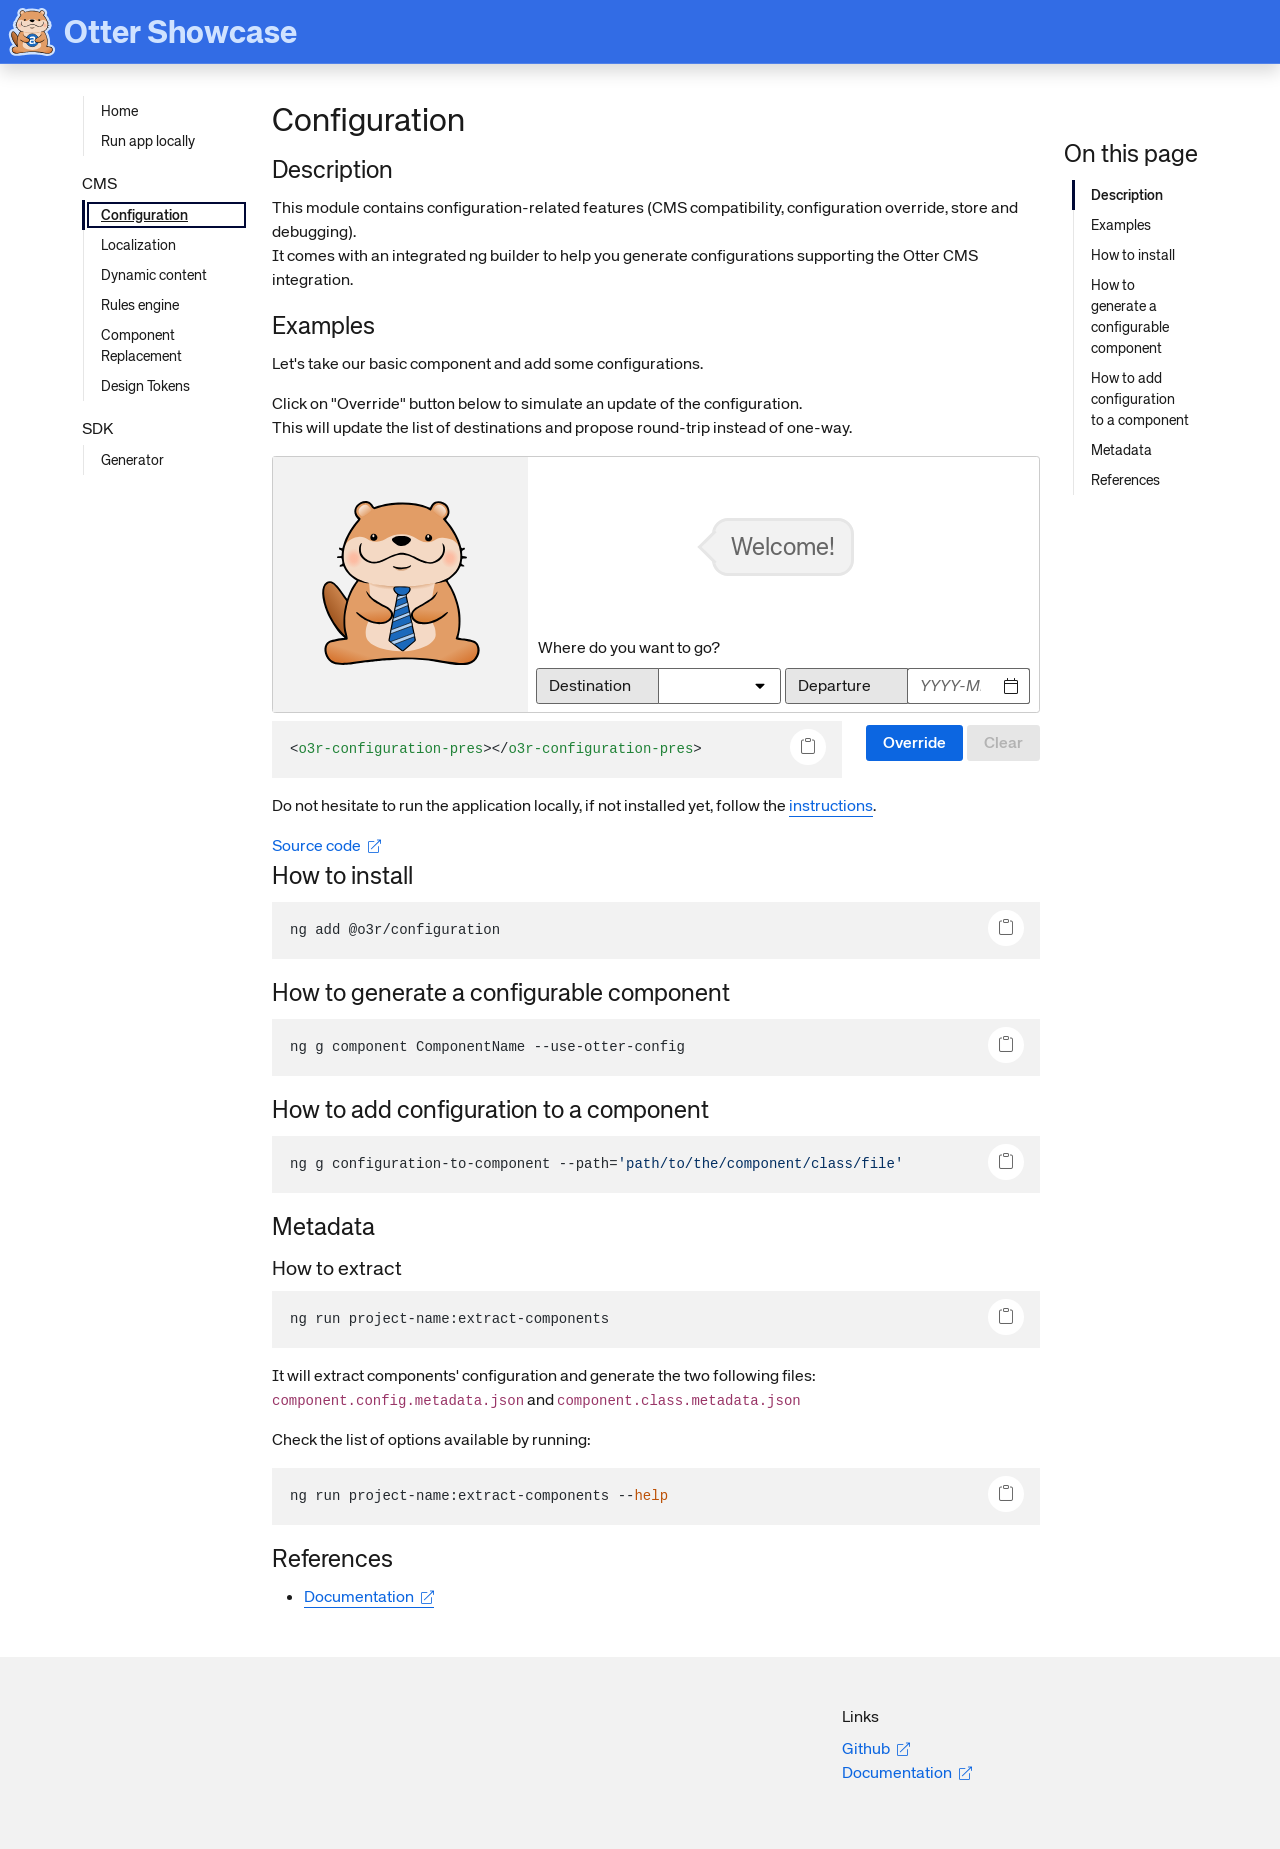 Otter Showcase
Home
Run app locally
CMS
Configuration
Localization
Dynamic content
Rules engine
Component
Replacement
Design Tokens
SDK
Generator
Configuration
Description
This module contains configuration-related features (CMS compatibility, configuration override, store and
debugging).
It comes with an integrated ng builder to help you generate configurations supporting the Otter CMS
integration.
Examples
Let's take our basic component and add some configurations.
Click on "Override" button below to simulate an update of the configuration.
This will update the list of destinations and propose round-trip instead of one-way.
Welcome!
Where do you want to go?
Destination
Departure
YYYY-M
<o3r-configuration-pres></o3r-configuration-pres>
Override
Clear
Do not hesitate to run the application locally, if not installed yet, follow the instructions.
Source code
How to install
ng add @o3r/configuration
How to generate a configurable component
ng g component ComponentName --use-otter-config
How to add configuration to a component
ng g configuration-to-component --path='path/to/the/component/class/file'
Metadata
How to extract
ng run project-name:extract-components
It will extract components' configuration and generate the two following files:
component.config.metadata.json and component.class.metadata.json
Check the list of options available by running:
ng run project-name:extract-components --help
References
Documentation
On this page
Description
Examples
How to install
How to
generate a
configurable
component
How to add
configuration
to a component
Metadata
References
Links
Github
Documentation